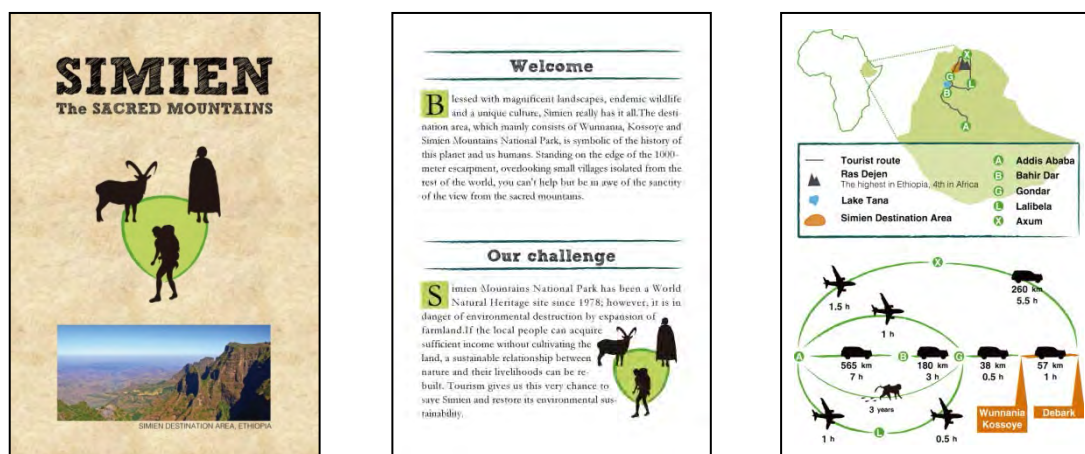 SIMIEN
The SACRED MOUNTAINS
SIMIEN DESTINATION AREA, ETHIOPIA
Welcome
Blessed with magnificent landscapes, endemic wildlife
and a unique culture, Simien really has it all.The desti-
nation area, which mainly consists of Wunnania, Kossoye and
Simien Mountains National Park, is symbolic of the history of
this planet and us humans. Standing on the edge of the 1000-
meter escarpment, overlooking small villages isolated from the
rest of the world, you can't help but be in awe of the sanctity
of the view from the sacred mountains.
Our challenge
Simien Mountains National Park has been a World
Natural Heritage site since 1978; however, it is in
danger of environmental destruction by expansion of
farmland.If the local people can acquire
sufficient income without cultivating the
land, a sustainable relationship between
nature and their livelihoods can be re-
built. Tourism gives us this very chance to
save Simien and restore its environmental sus-
tainability.
X
G
B
L
A
Tourist route
Ras Dejen
The highest in Ethiopia, 4th in Africa
Lake Tana
Simien Destination Area
A Addis Ababa
B Bahir Dar
G Gondar
L Lalibela
X Axum
X
1.5 h
260 km
5.5 h
1 h
A
565 km
7 h
B
180 km
3 h
G
38 km
0.5 h
57 km
1 h
3 years
Wunnania
Kossoye
Debark
1 h
L
0.5 h